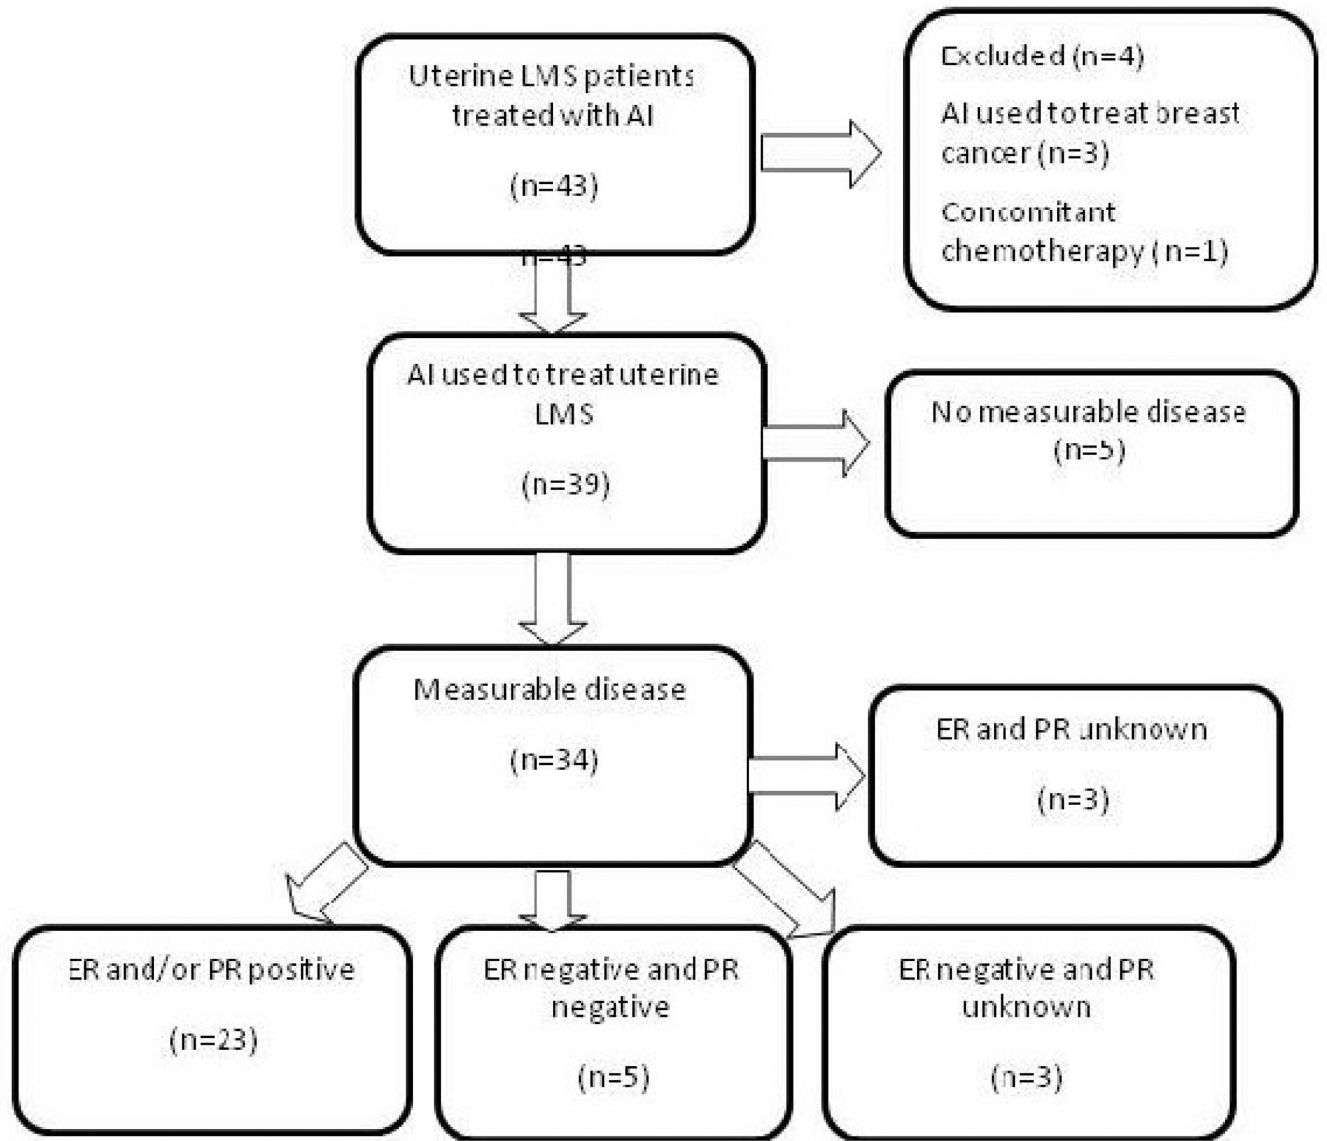 Uterine LMS patients
treated with AI
(n=43)
n=43
Excluded (n=4)
AI used to treat breast
cancer (n=3)
Concomitant
chemotherapy (n=1)
AI used to treat uterine
LMS
(n=39)
No measurable disease
(n=5)
Measurable disease
(n=34)
ER and PR unknown
(n=3)
ER and/or PR positive
(n=23)
ER negative and PR
negative
(n=5)
ER negative and PR
unknown
(n=3)